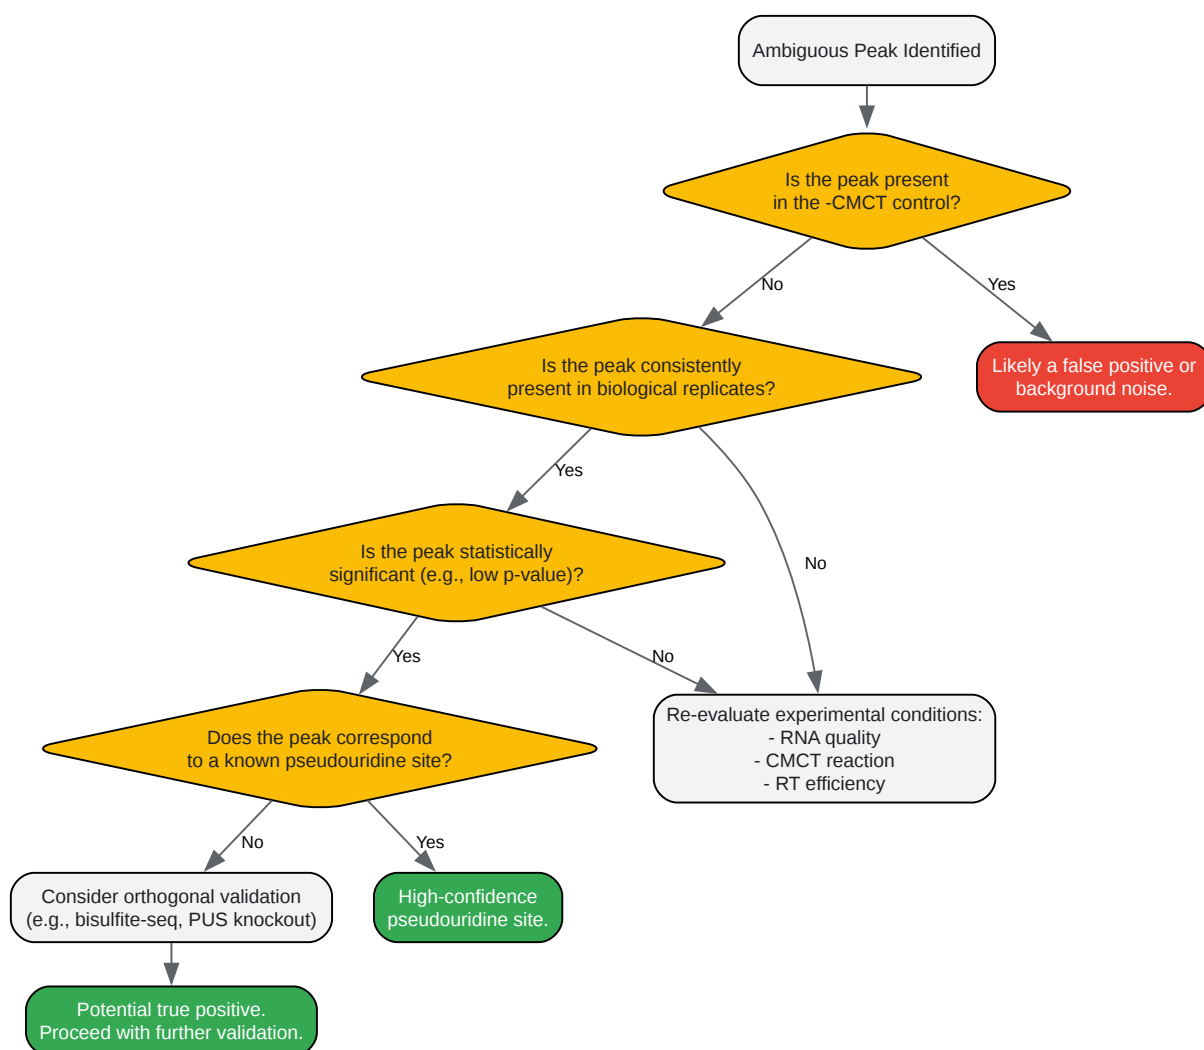 Ambiguous Peak Identified
Is the peak present
in the -CMCT control?
No
Yes
Is the peak consistently
present in biological replicates?
Likely a false positive or
background noise.
Yes
No
Is the peak statistically
significant (e.g., low p-value)?
Yes
No
Does the peak correspond
to a known pseudouridine site?
Re-evaluate experimental conditions:
- RNA quality
- CMCT reaction
- RT efficiency
No
Yes
Consider orthogonal validation
(e.g., bisulfite-seq, PUS knockout)
High-confidence
pseudouridine site.
Potential true positive.
Proceed with further validation.